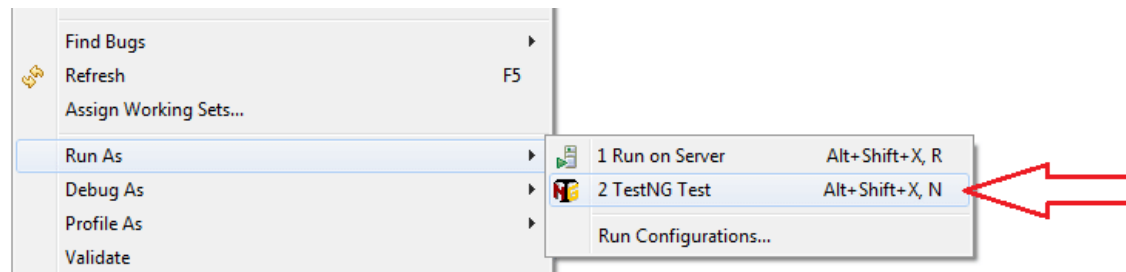 Find Bugs
Refresh F5
Assign Working Sets...
Run As
1 Run on Server Alt+Shift+X, R
Debug As
2 TestNG Test Alt+Shift+X, N
Profile As
Run Configurations...
Validate